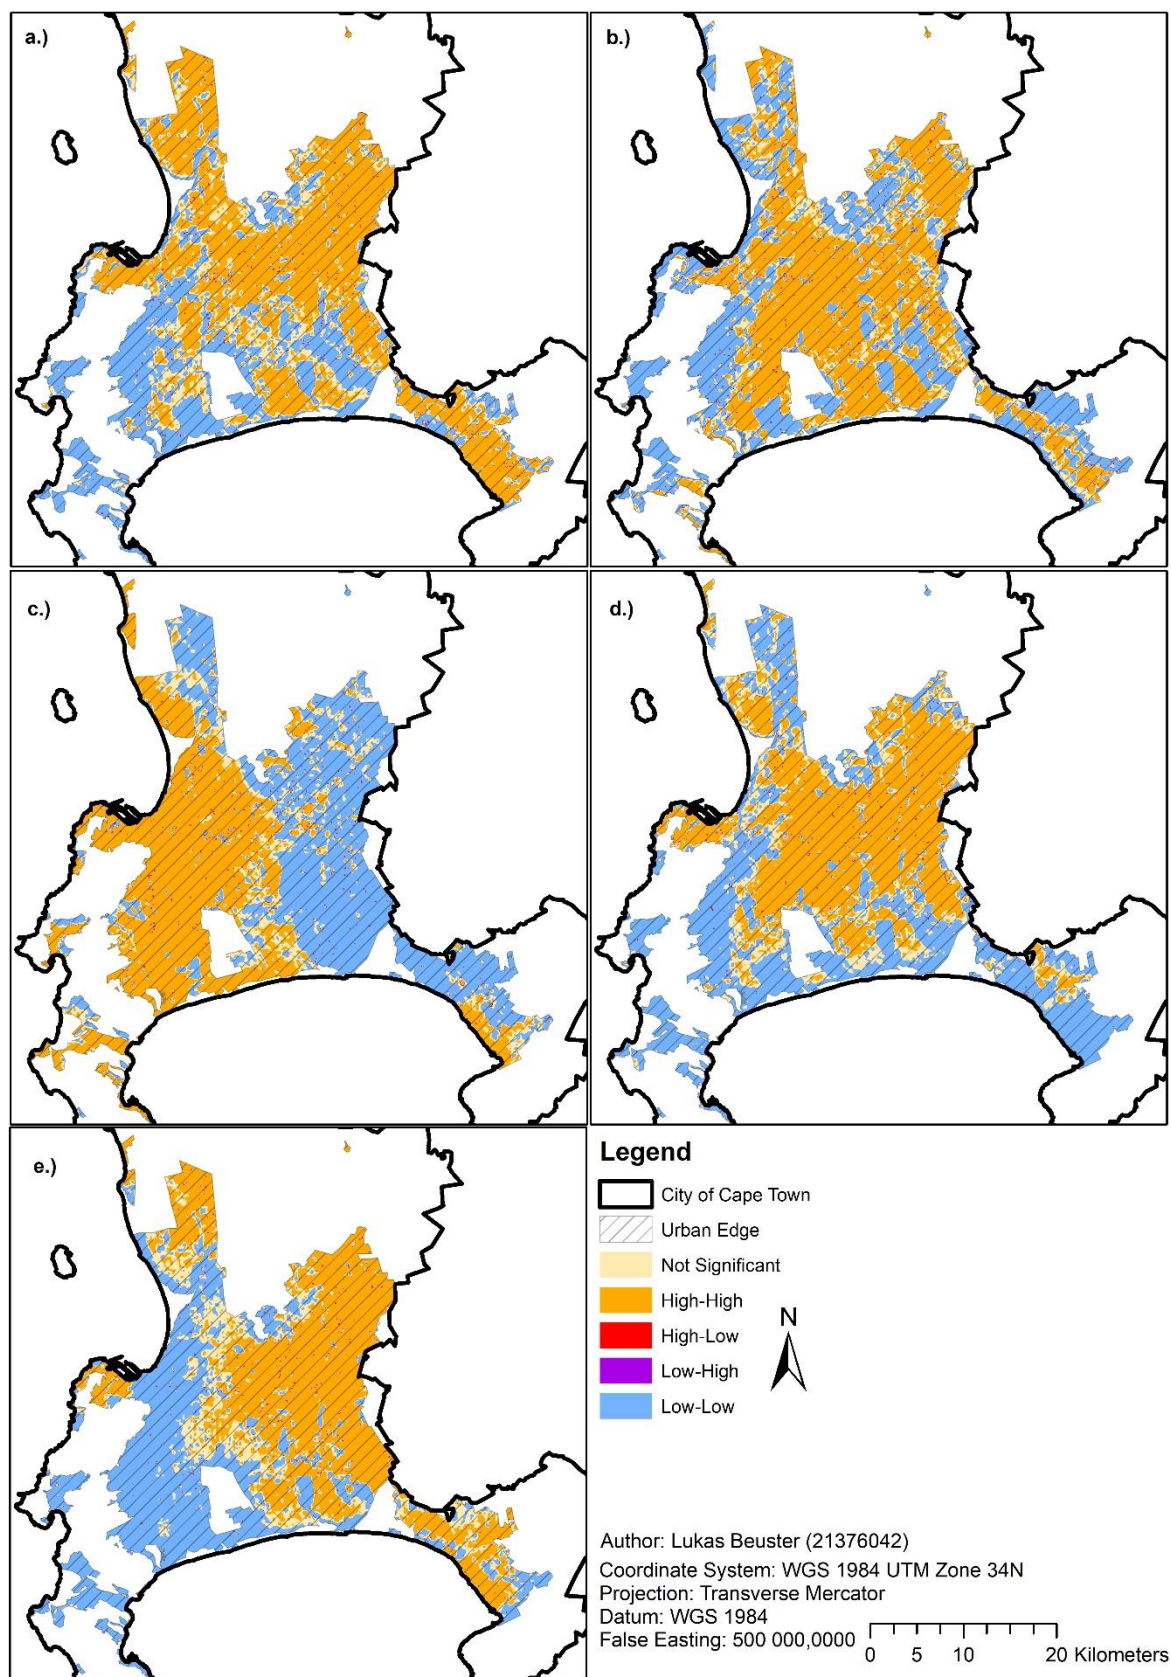 a.)
b.)
c.)
d.)
e.)
Legend
City of Cape Town
Urban Edge
Not Significant
High-High
High-Low
Low-High
Low-Low
N
Author: Lukas Beuster (21376042)
Coordinate System: WGS 1984 UTM Zone 34N
Projection: Transverse Mercator
Datum: WGS 1984
False Easting: 500 000,0000
0 5 10 20 Kilometers